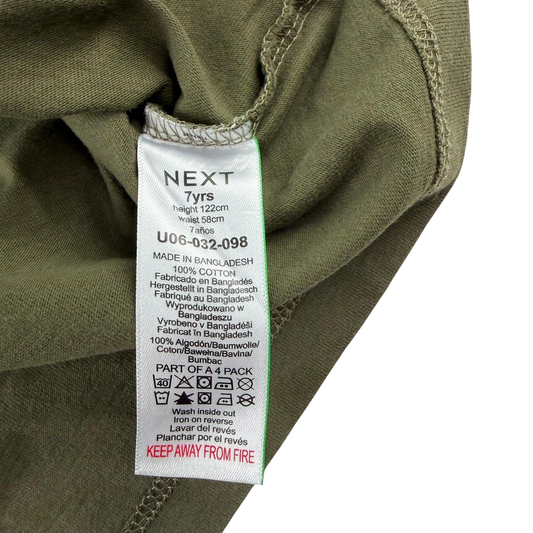 NEXT
7yrs
height 122cm
waist 58cm
7años
U06-032-098
MADE IN BANGLADESH
100% COTTON
Fabricado en Bangladés
Hergestellt in Bangladesch
Fabriqué au Bangladesh
Wyprodukowano w
Bangladeszu
Vyrobeno v Bangladéši
Fabricat în Bangladesh
100% Algodón/Baumwolle/
Coton/Bawełna/Bavlna/
Bumbac
PART OF A 4 PACK
40
Wash inside out
Iron on reverse
Lavar del revés
Planchar por el revés
KEEP AWAY FROM FIRE